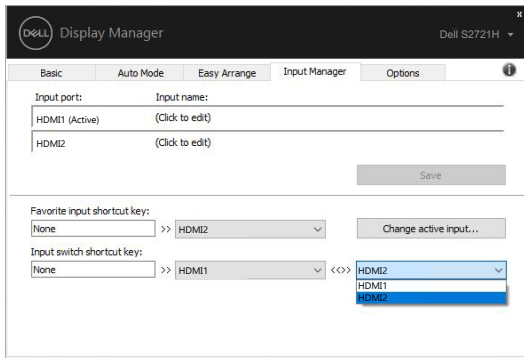 x
DELL Display Manager
Dell S2721H
Basic Auto Mode Easy Arrange Input Manager Options
Input port: Input name:
HDMI1 (Active) (Click to edit)
HDMI2 (Click to edit)
Save
Favorite input shortcut key:
None >> HDMI2 Change active input...
Input switch shortcut key:
None >> HDMI1 <<>> HDMI2
HDMI1
HDMI2